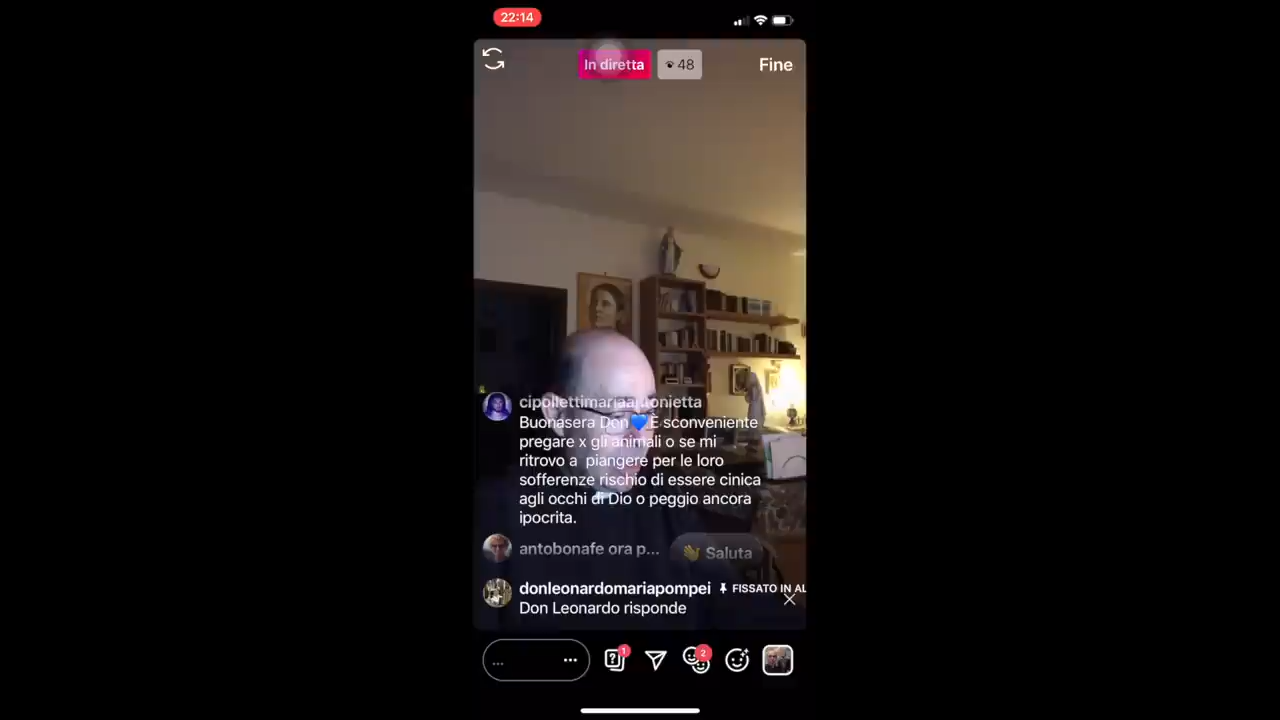 22:14
In diretta
48
Fine
cipollettimariaantonietta
Buonasera Don💙È sconveniente
pregare x gli animali o se mi
ritrovo a piangere per le loro
sofferenze rischio di essere cinica
agli occhi di Dio o peggio ancora
ipocrita.
antobonafe ora p...
👋 Saluta
donleonardomariapompei FISSATO IN AL
Don Leonardo risponde
...
1
2